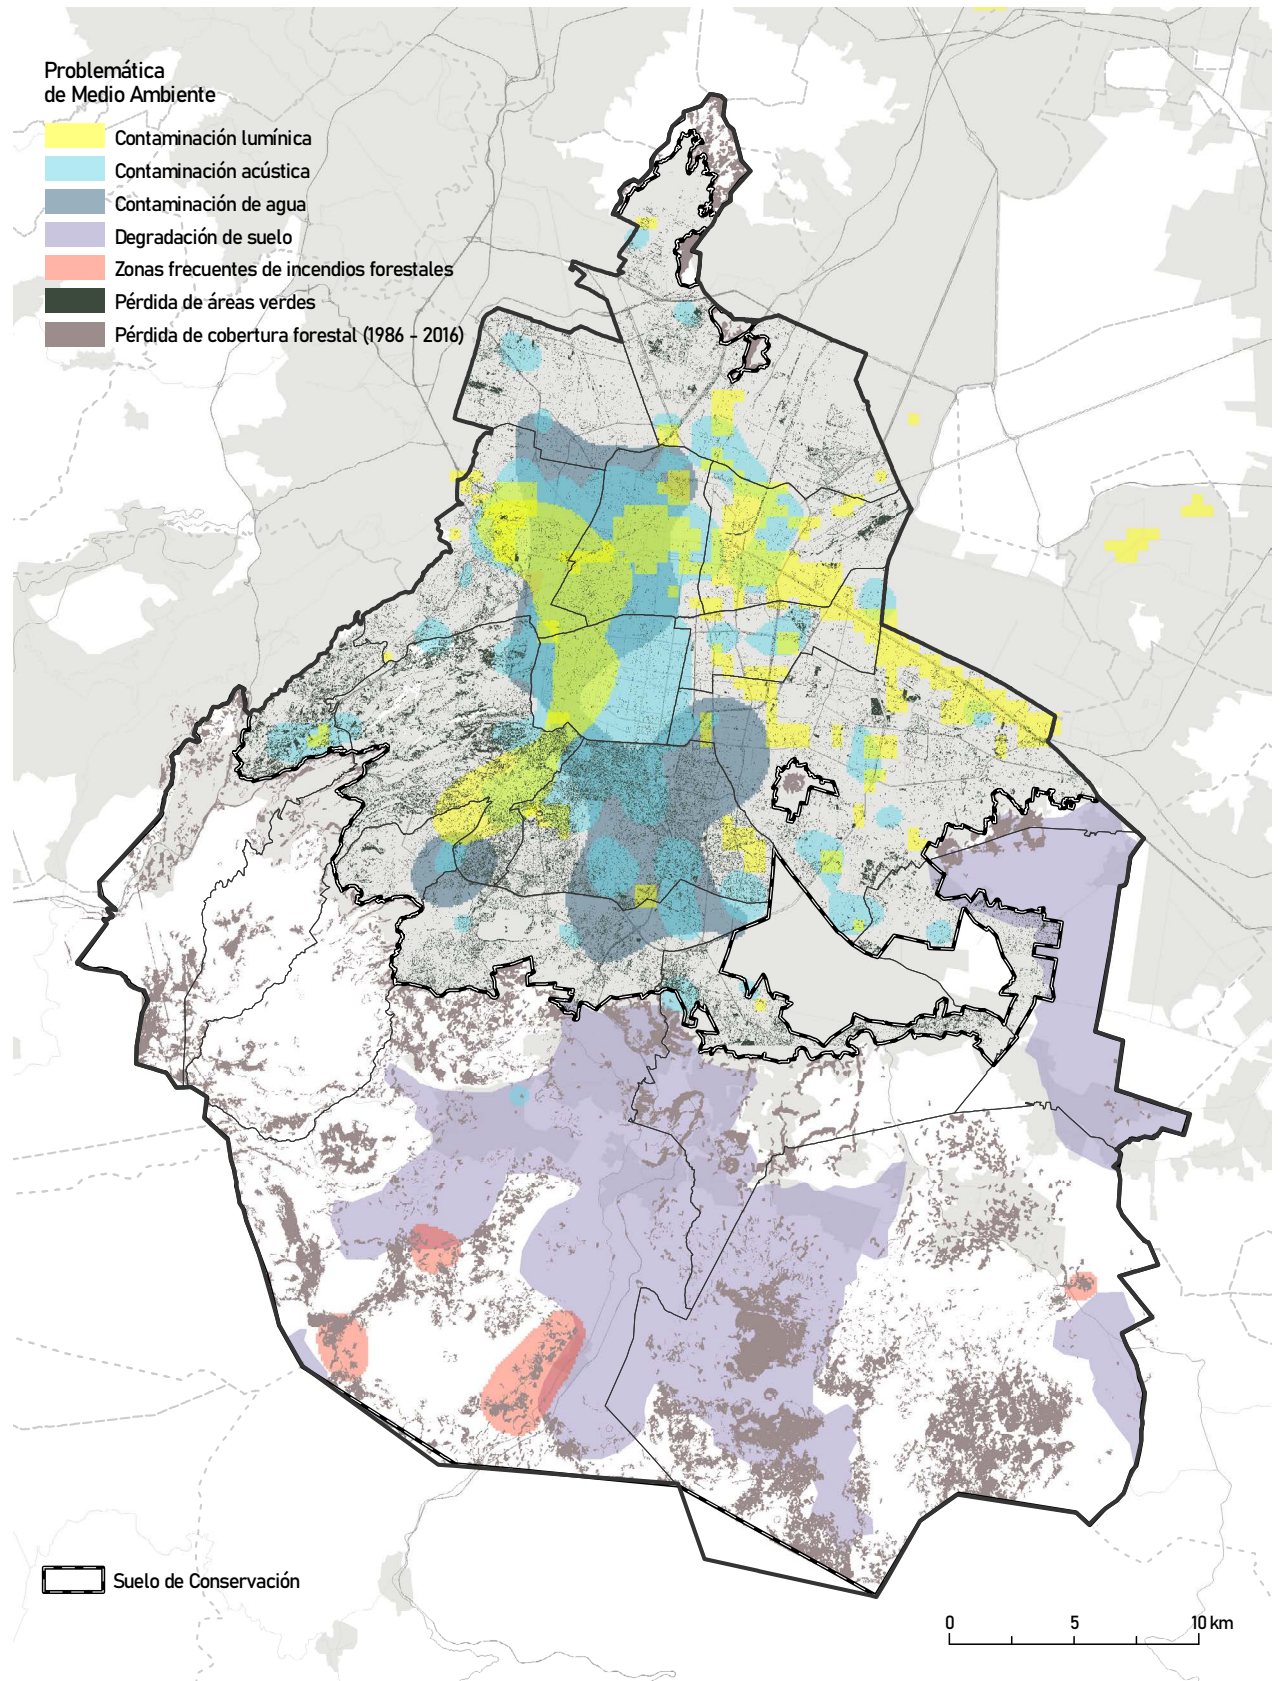 Problemática
de Medio Ambiente
Contaminación lumínica
Contaminación acústica
Contaminación de agua
Degradación de suelo
Zonas frecuentes de incendios forestales
Pérdida de áreas verdes
Pérdida de cobertura forestal (1986 - 2016)
Suelo de Conservación
0 5 10 km